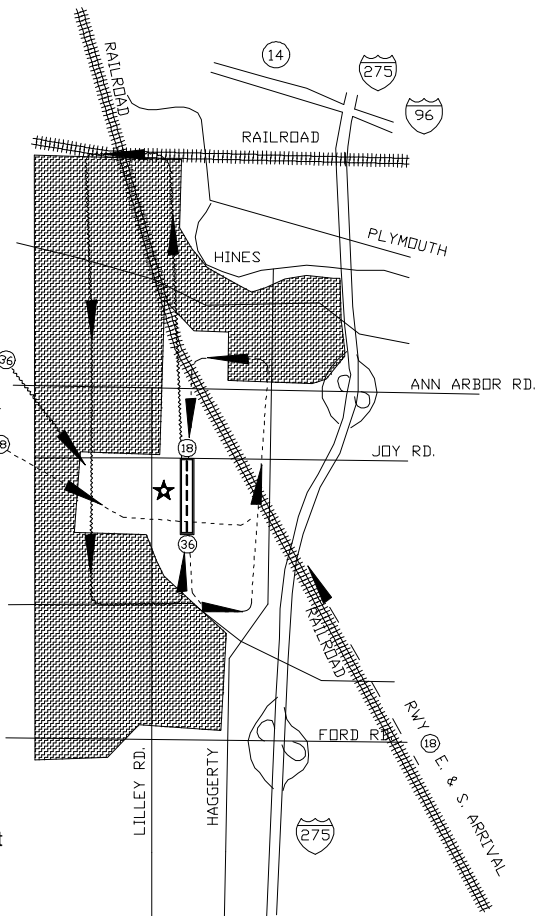 14
275
96
RAILROAD
RAILROAD
PLYMOUTH
HINES
36
ANN ARBOR RD.
8
JOY RD.
18
36
RAILROAD
RWY 18 E. & S. ARRIVAL
FORD RD.
LILLEY RD.
HAGGERTY
275
t